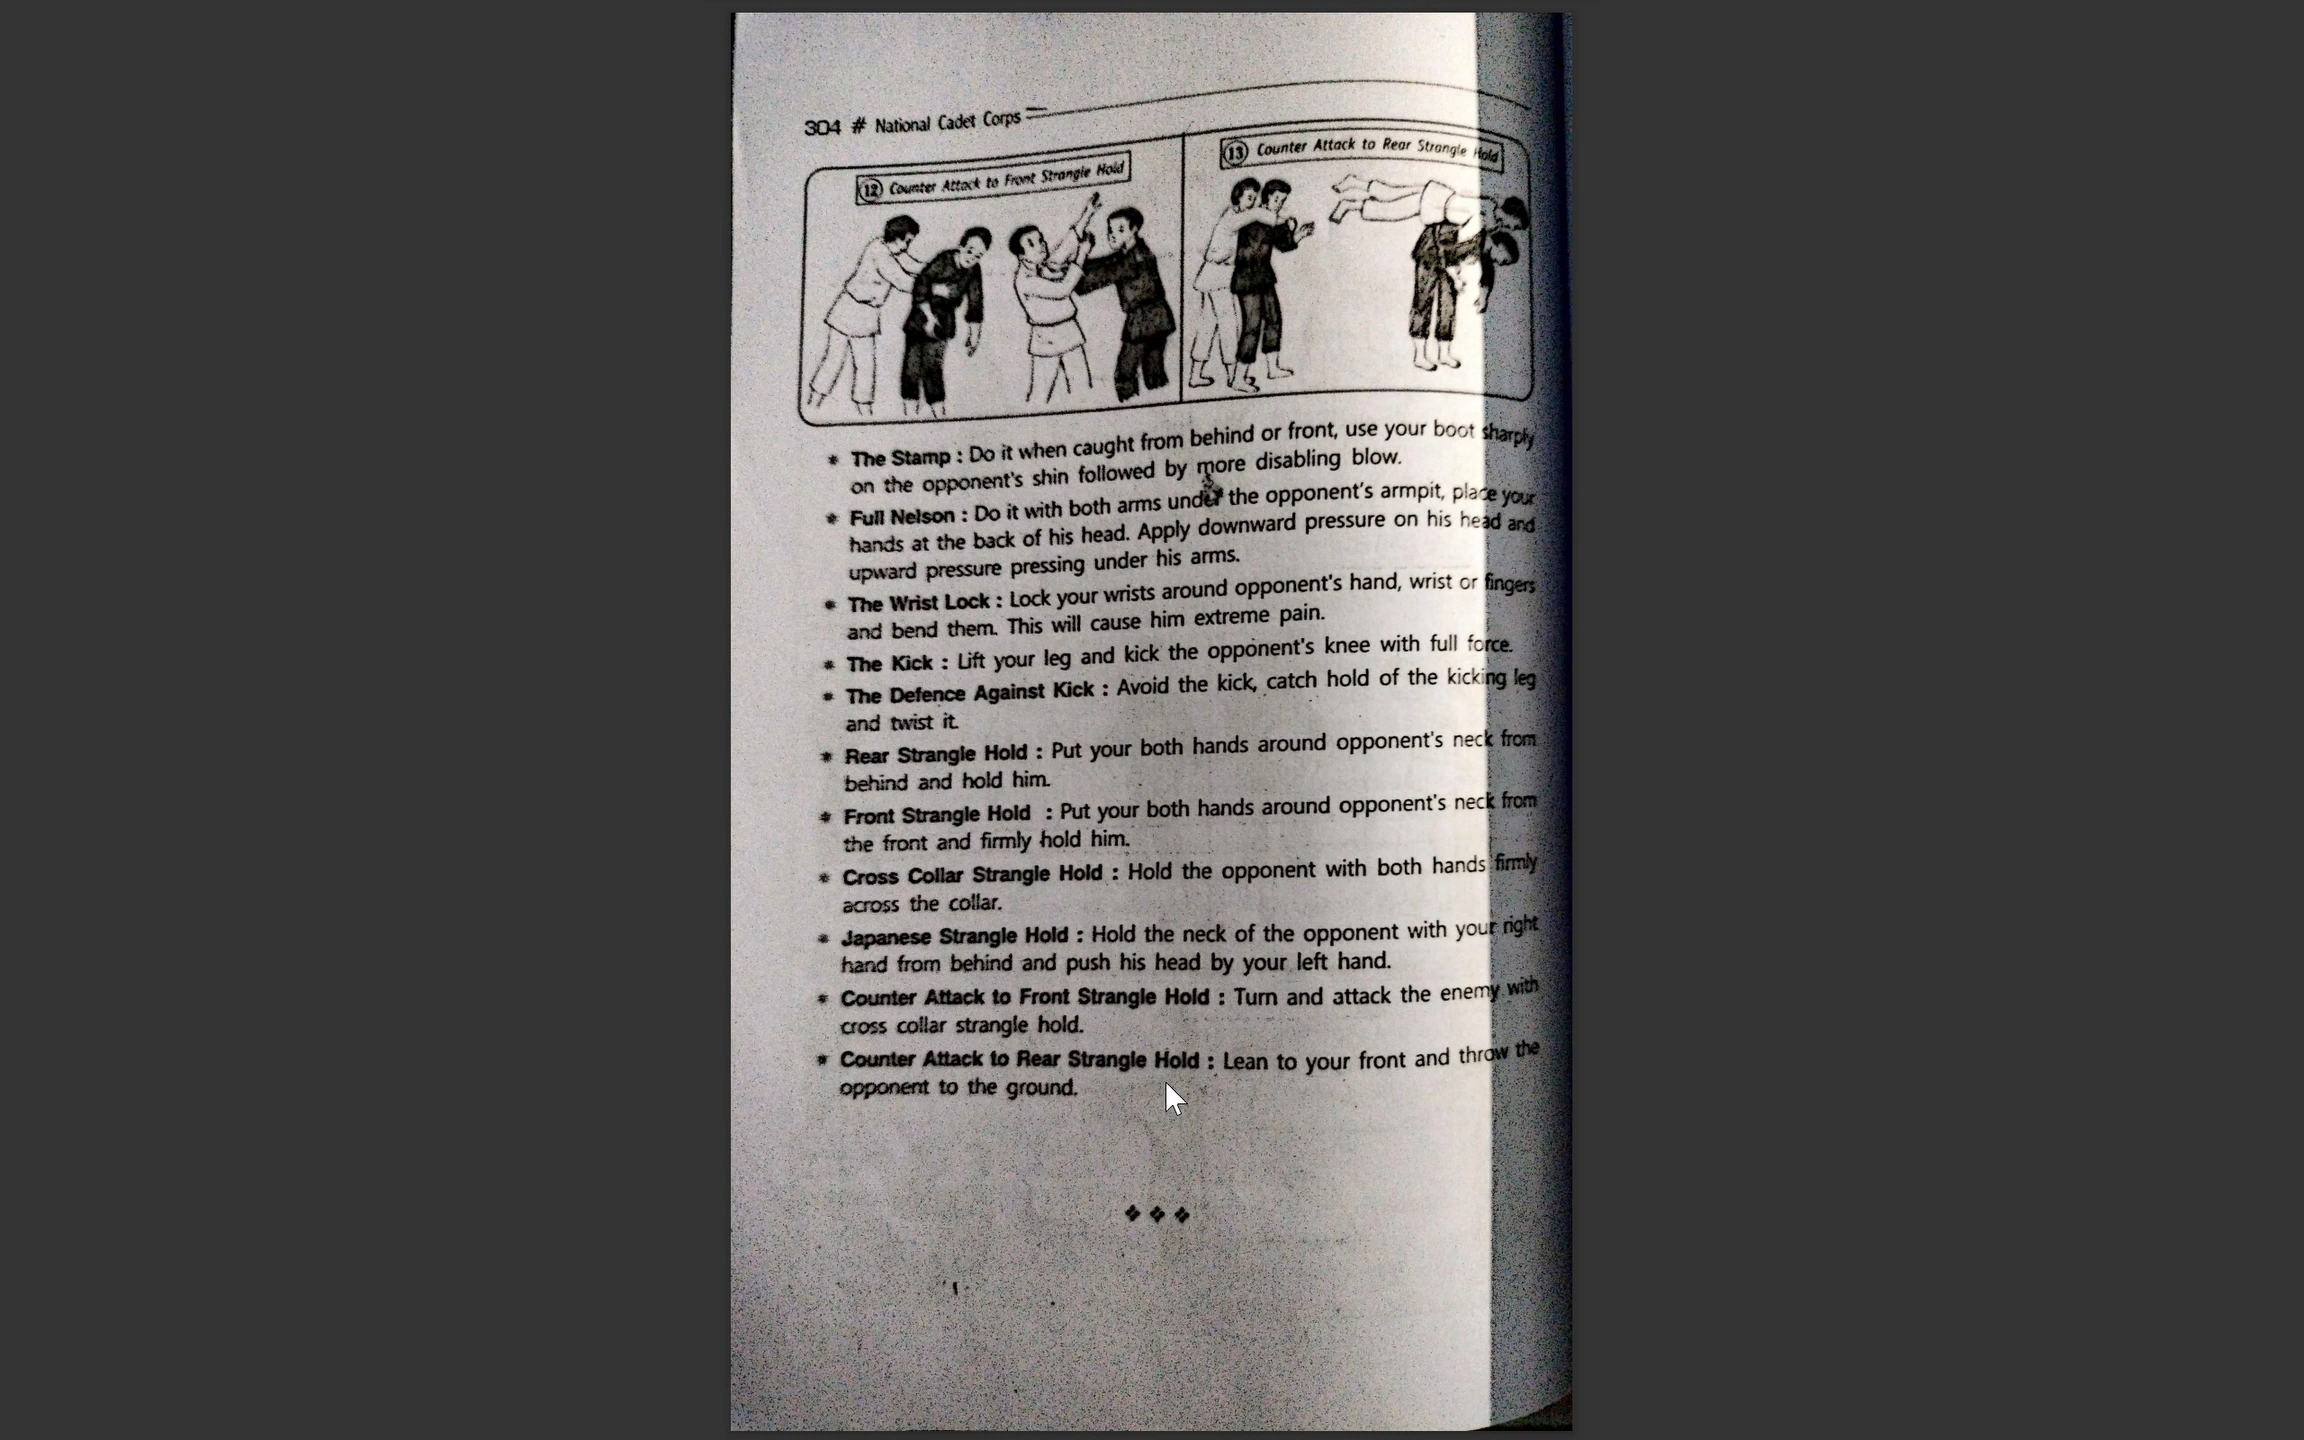 304 # National Cadet Corps
12 Counter Attack to Front Strangle Hold
13 Counter Attack to Rear Strangle Hold
* The Stamp : Do it when caught from behind or front, use your boot sharply
on the opponent's shin followed by more disabling blow.
* Full Nelson : Do it with both arms under the opponent's armpit, place your
hands at the back of his head. Apply downward pressure on his head and
upward pressure pressing under his arms.
* The Wrist Lock : Lock your wrists around opponent's hand, wrist or fingers
and bend them. This will cause him extreme pain.
* The Kick : Lift your leg and kick the opponent's knee with full force.
* The Defence Against Kick : Avoid the kick, catch hold of the kicking leg
and twist it.
* Rear Strangle Hold : Put your both hands around opponent's neck from
behind and hold him.
* Front Strangle Hold : Put your both hands around opponent's neck from
the front and firmly hold him.
* Cross Collar Strangle Hold : Hold the opponent with both hands firmly
across the collar.
* Japanese Strangle Hold : Hold the neck of the opponent with your right
hand from behind and push his head by your left hand.
* Counter Attack to Front Strangle Hold : Turn and attack the enemy with
cross collar strangle hold.
* Counter Attack to Rear Strangle Hold : Lean to your front and throw the
opponent to the ground.